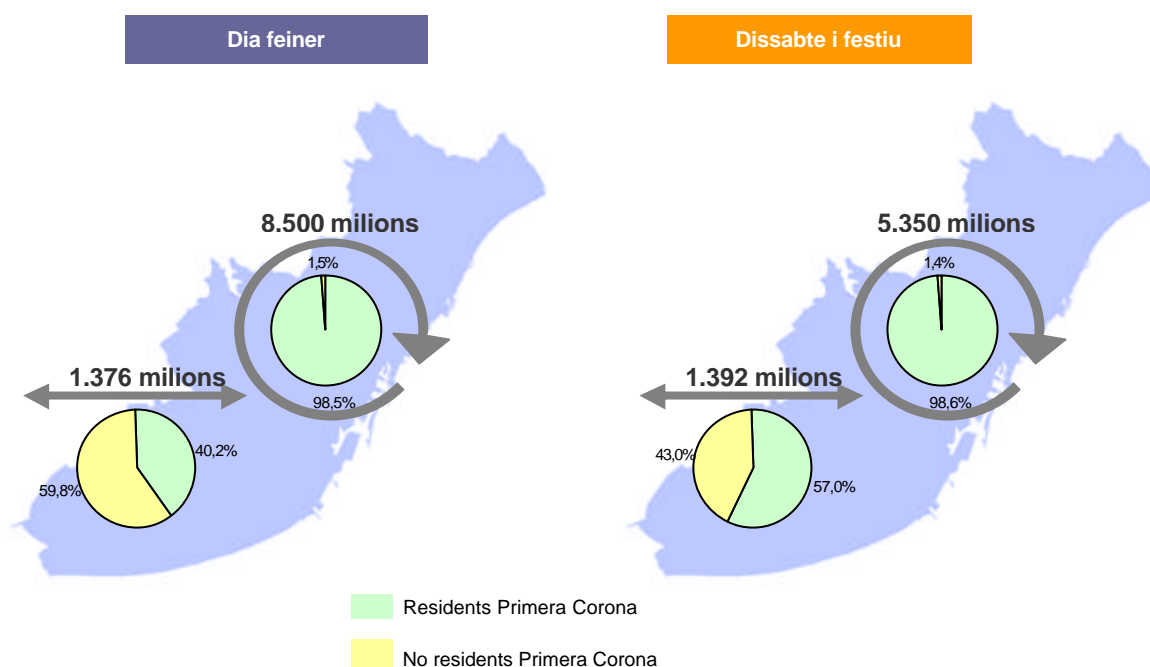 Dia feiner
Dissabte i festiu
8.500 milions
1,5%
98,5%
1.376 milions
40,2%
59,8%
5.350 milions
1,4%
98,6%
1.392 milions
43,0%
57,0%
Residents Primera Corona
No residents Primera Corona